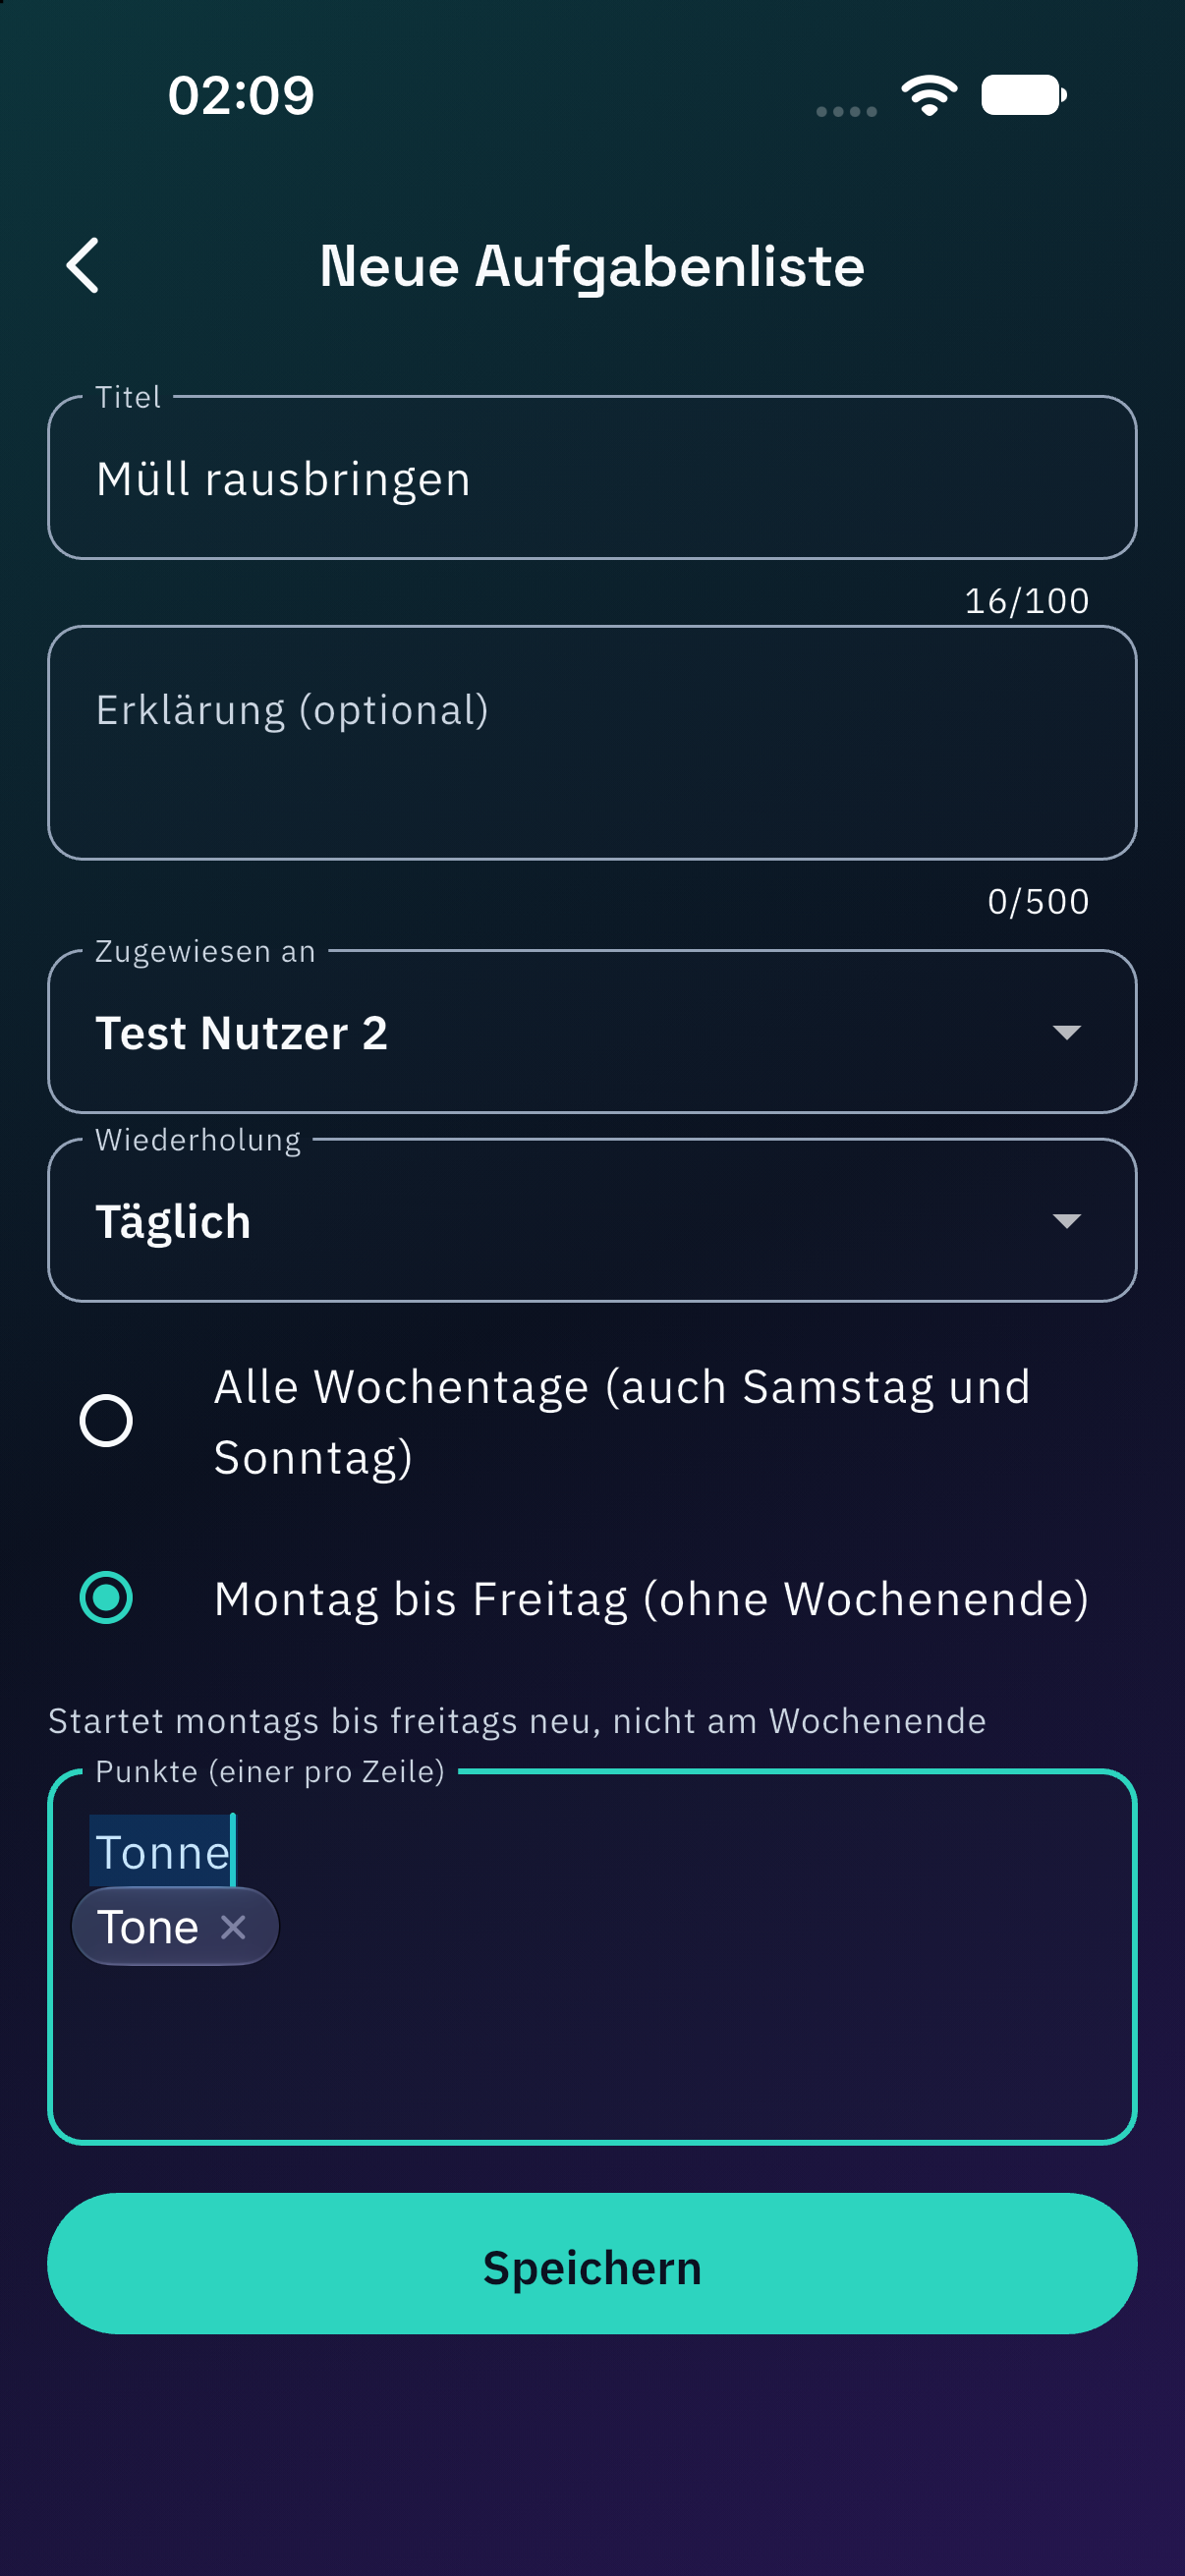 02:09
Neue Aufgabenliste
Titel
Müll rausbringen
16/100
Erklärung (optional)
0/500
Zugewiesen an
Test Nutzer 2
Wiederholung
Täglich
Alle Wochentage (auch Samstag und
Sonntag)
Montag bis Freitag (ohne Wochenende)
Startet montags bis freitags neu, nicht am Wochenende
Punkte (einer pro Zeile)
Tonne
Tone
Speichern